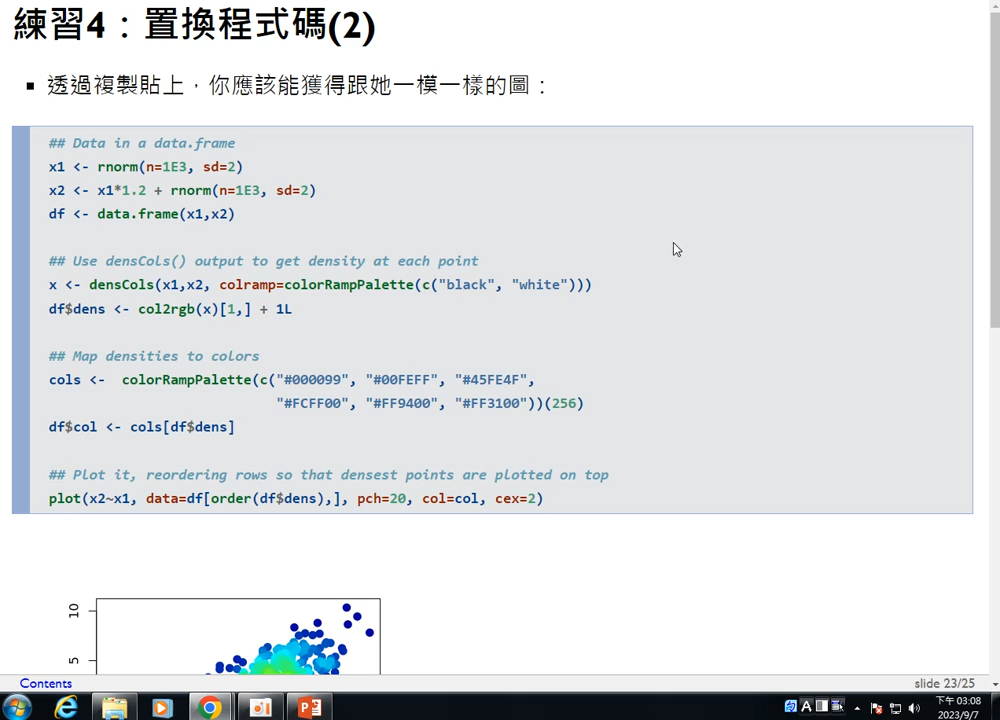 練習4：置換程式碼(2)
▪ 透過複製貼上，你應該能獲得跟她一模一樣的圖：
## Data in a data.frame
x1 <- rnorm(n=1E3, sd=2)
x2 <- x1*1.2 + rnorm(n=1E3, sd=2)
df <- data.frame(x1,x2)
## Use densCols() output to get density at each point
x <- densCols(x1,x2, colramp=colorRampPalette(c("black", "white")))
df$dens <- col2rgb(x)[1,] + 1L
## Map densities to colors
cols <-  colorRampPalette(c("#000099", "#00FEFF", "#45FE4F",
"#FCFF00", "#FF9400", "#FF3100"))(256)
df$col <- cols[df$dens]
## Plot it, reordering rows so that densest points are plotted on top
plot(x2~x1, data=df[order(df$dens),], pch=20, col=col, cex=2)
10
5
Contents
slide 23/25
A
下午 03:08
2023/9/7